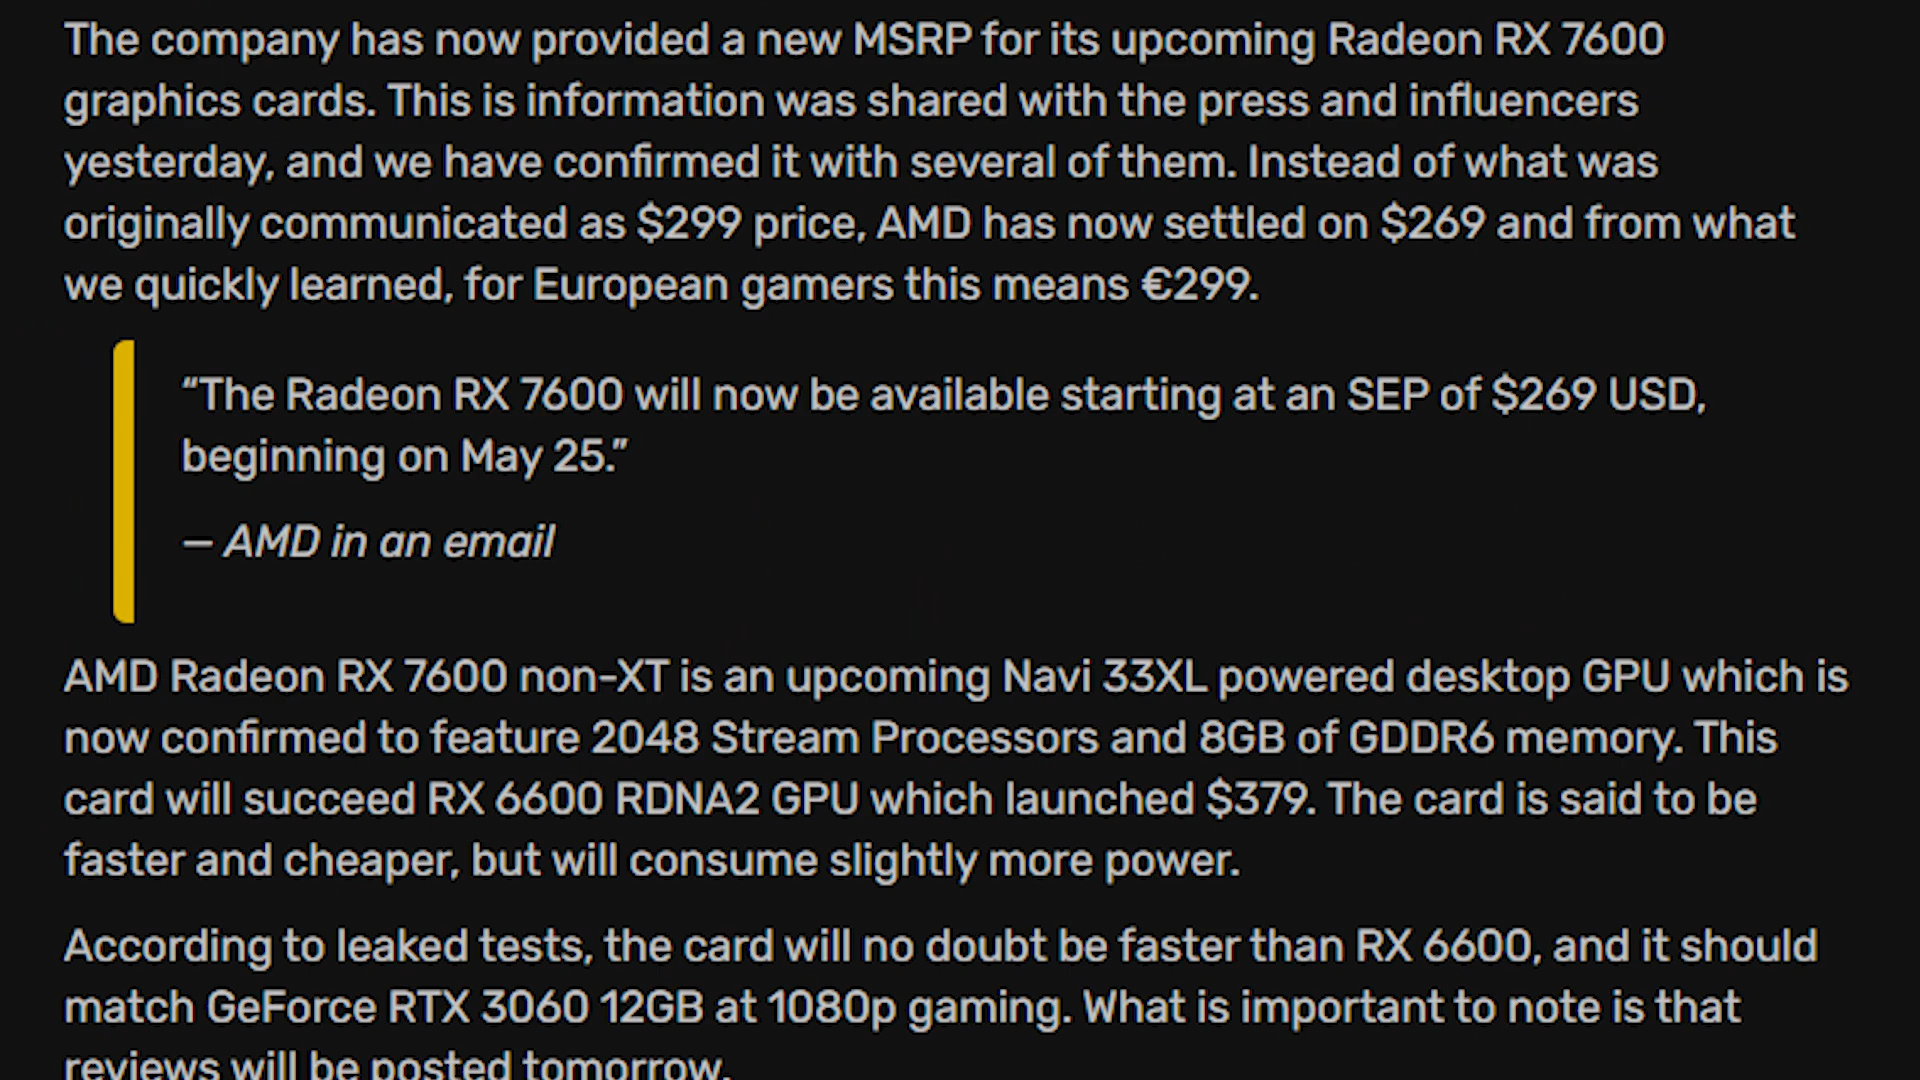 The company has now provided a new MSRP for its upcoming Radeon RX 7600
graphics cards. This is information was shared with the press and influencers
yesterday, and we have confirmed it with several of them. Instead of what was
originally communicated as $299 price, AMD has now settled on $269 and from what
we quickly learned, for European gamers this means €299.
“The Radeon RX 7600 will now be available starting at an SEP of $269 USD,
beginning on May 25.”
— AMD in an email
AMD Radeon RX 7600 non-XT is an upcoming Navi 33XL powered desktop GPU which is
now confirmed to feature 2048 Stream Processors and 8GB of GDDR6 memory. This
card will succeed RX 6600 RDNA2 GPU which launched $379. The card is said to be
faster and cheaper, but will consume slightly more power.
According to leaked tests, the card will no doubt be faster than RX 6600, and it should
match GeForce RTX 3060 12GB at 1080p gaming. What is important to note is that
reviews will be posted tomorrow.